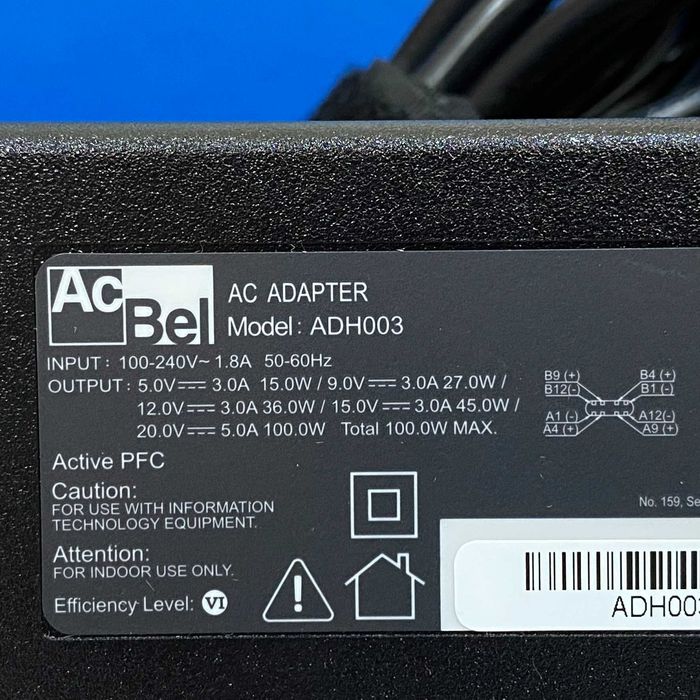 AcBel
AC ADAPTER
Model: ADH003
INPUT: 100-240V~ 1.8A 50-60Hz
OUTPUT: 5.0V⎓ 3.0A 15.0W / 9.0V⎓ 3.0A 27.0W /
12.0V⎓ 3.0A 36.0W / 15.0V⎓ 3.0A 45.0W /
20.0V⎓ 5.0A 100.0W Total 100.0W MAX.
B9 (+) B4 (+)
B12(-) B1 (-)
A1 (-) A12(-)
A4 (+) A9 (+)
Active PFC
Caution:
FOR USE WITH INFORMATION
TECHNOLOGY EQUIPMENT.
No. 159, Se
Attention:
FOR INDOOR USE ONLY.
Efficiency Level: VI
ADH003